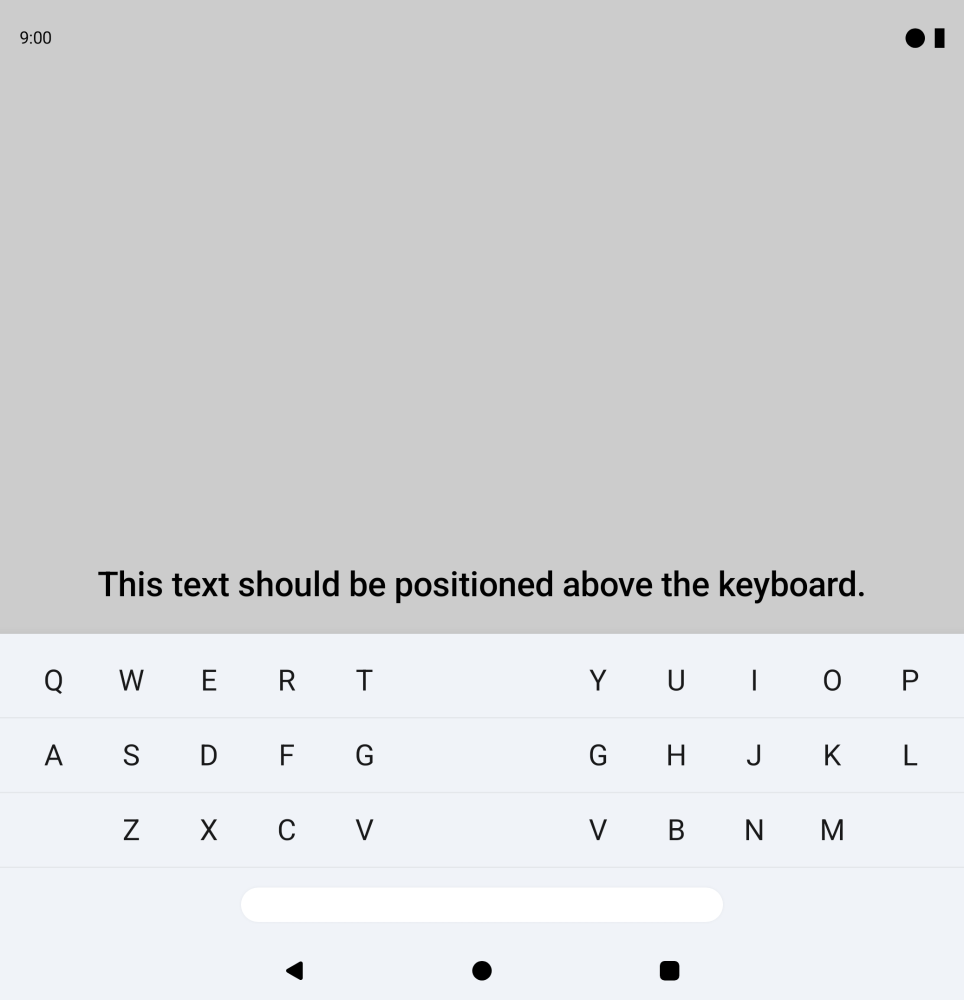 9:00
This text should be positioned above the keyboard.
Q W E R T Y U I O P
A S D F G G H J K L
Z X C V V B N M